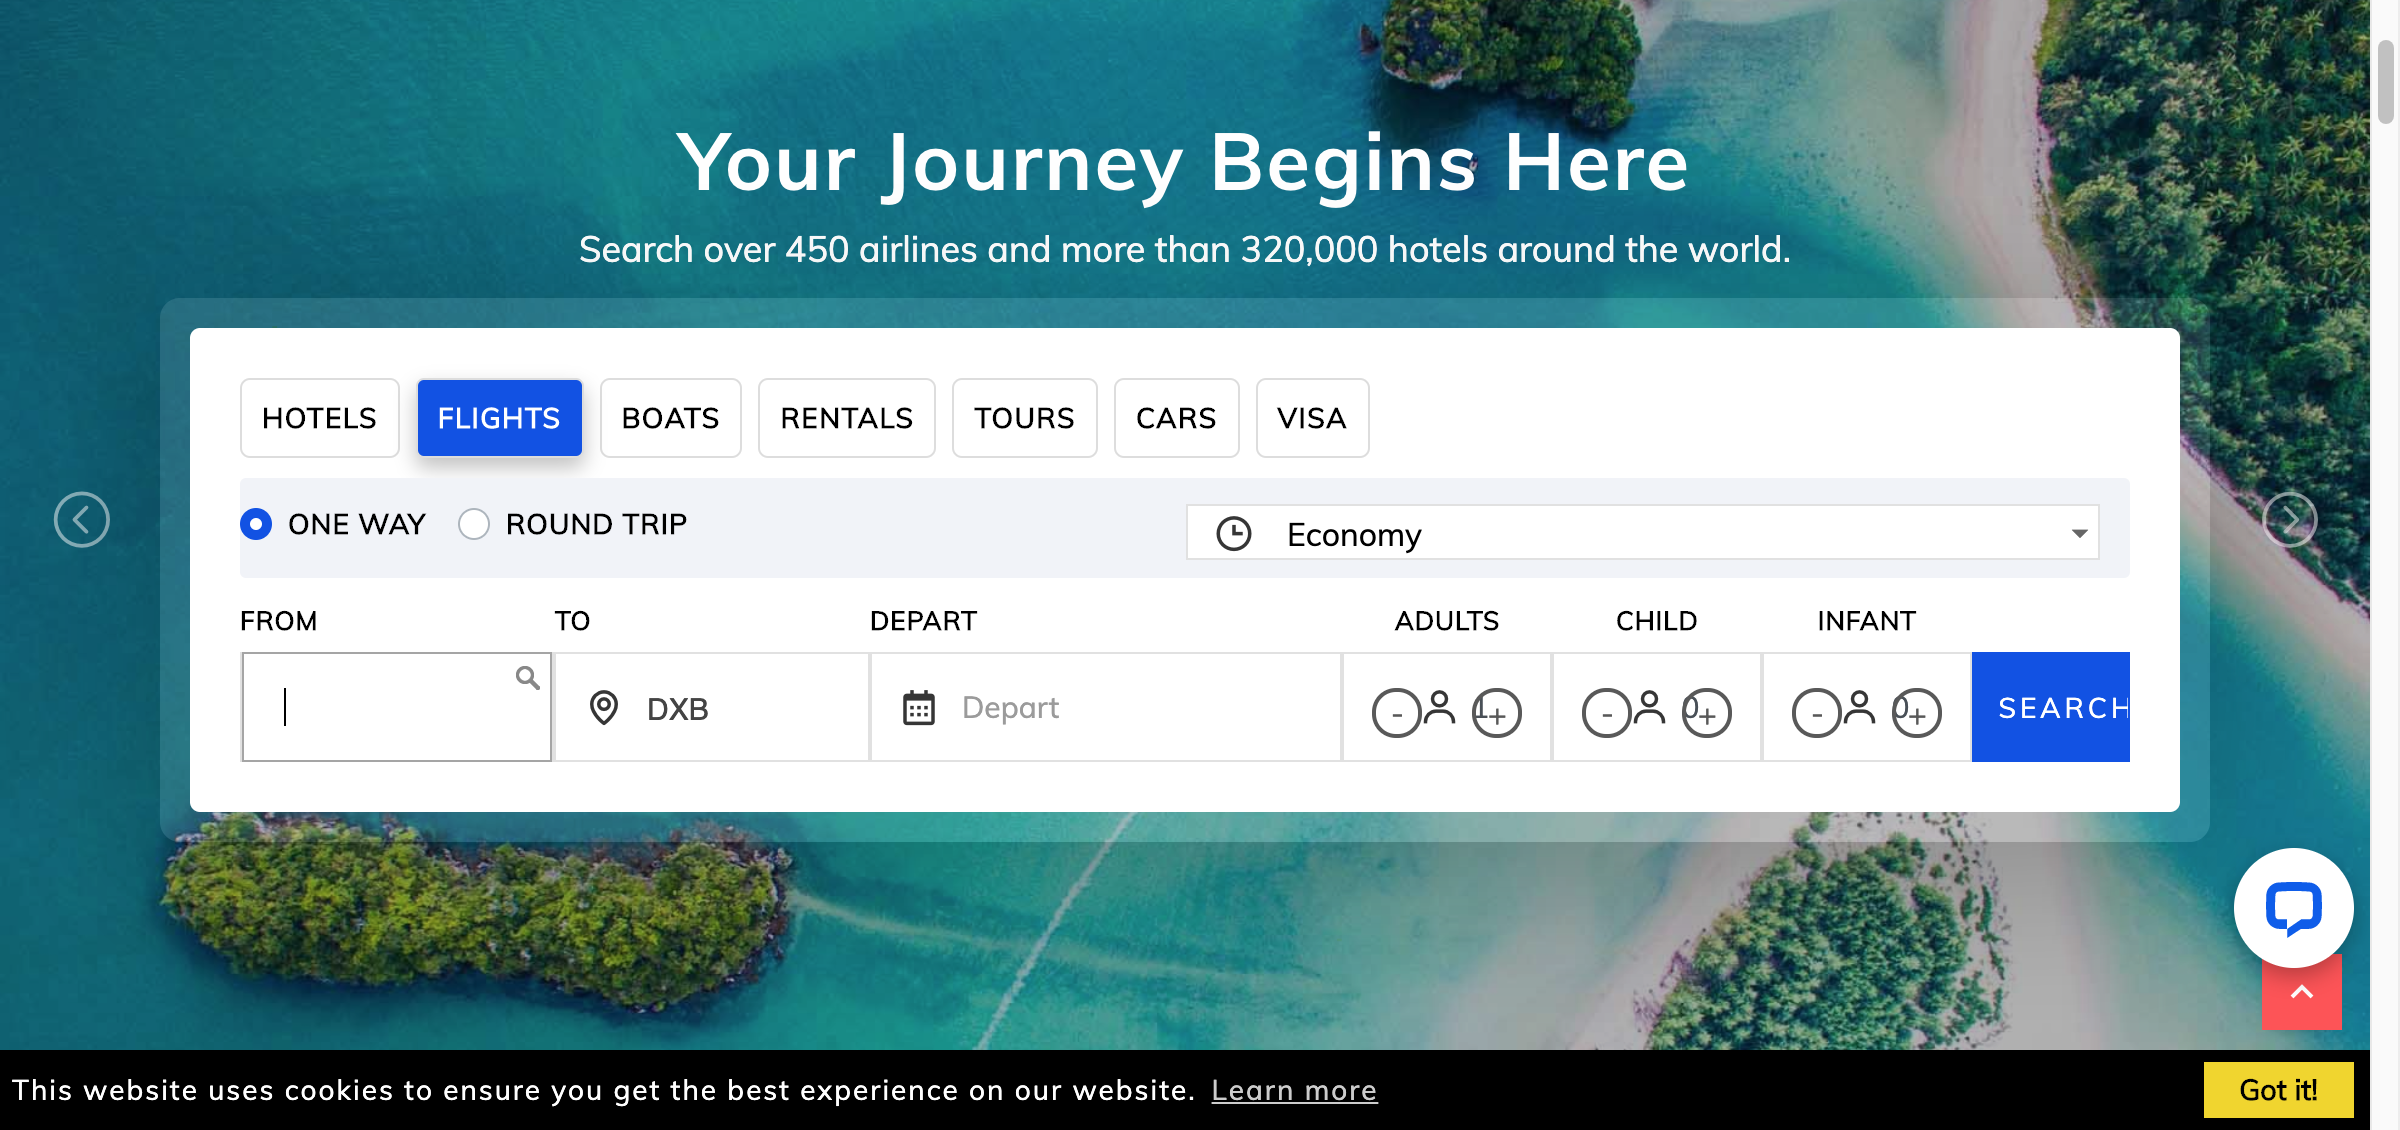 Your Journey Begins Here
Search over 450 airlines and more than 320,000 hotels around the world.
HOTELS FLIGHTS BOATS RENTALS TOURS CARS VISA
ONE WAY ROUND TRIP Economy
FROM TO DEPART ADULTS CHILD INFANT
DXB Depart - 1 + - 0 + - 0 + SEARCH
This website uses cookies to ensure you get the best experience on our website. Learn more Got it!